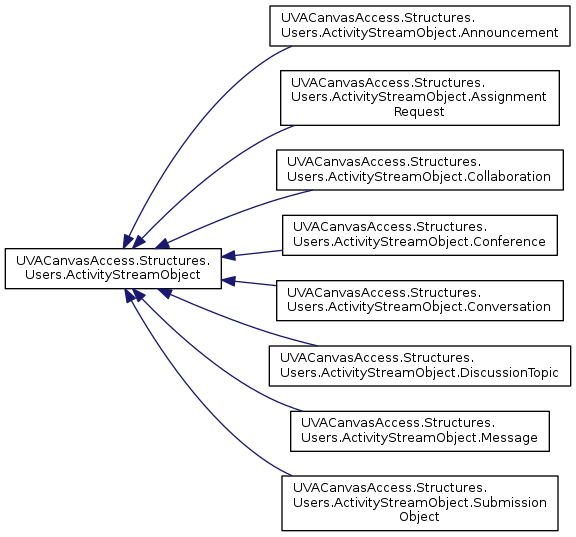 UVACanvasAccess.Structures.
Users.ActivityStreamObject.Announcement
UVACanvasAccess.Structures.
Users.ActivityStreamObject.Assignment
Request
UVACanvasAccess.Structures.
Users.ActivityStreamObject.Collaboration
UVACanvasAccess.Structures.
Users.ActivityStreamObject.Conference
UVACanvasAccess.Structures.
Users.ActivityStreamObject
UVACanvasAccess.Structures.
Users.ActivityStreamObject.Conversation
UVACanvasAccess.Structures.
Users.ActivityStreamObject.DiscussionTopic
UVACanvasAccess.Structures.
Users.ActivityStreamObject.Message
UVACanvasAccess.Structures.
Users.ActivityStreamObject.Submission
Object